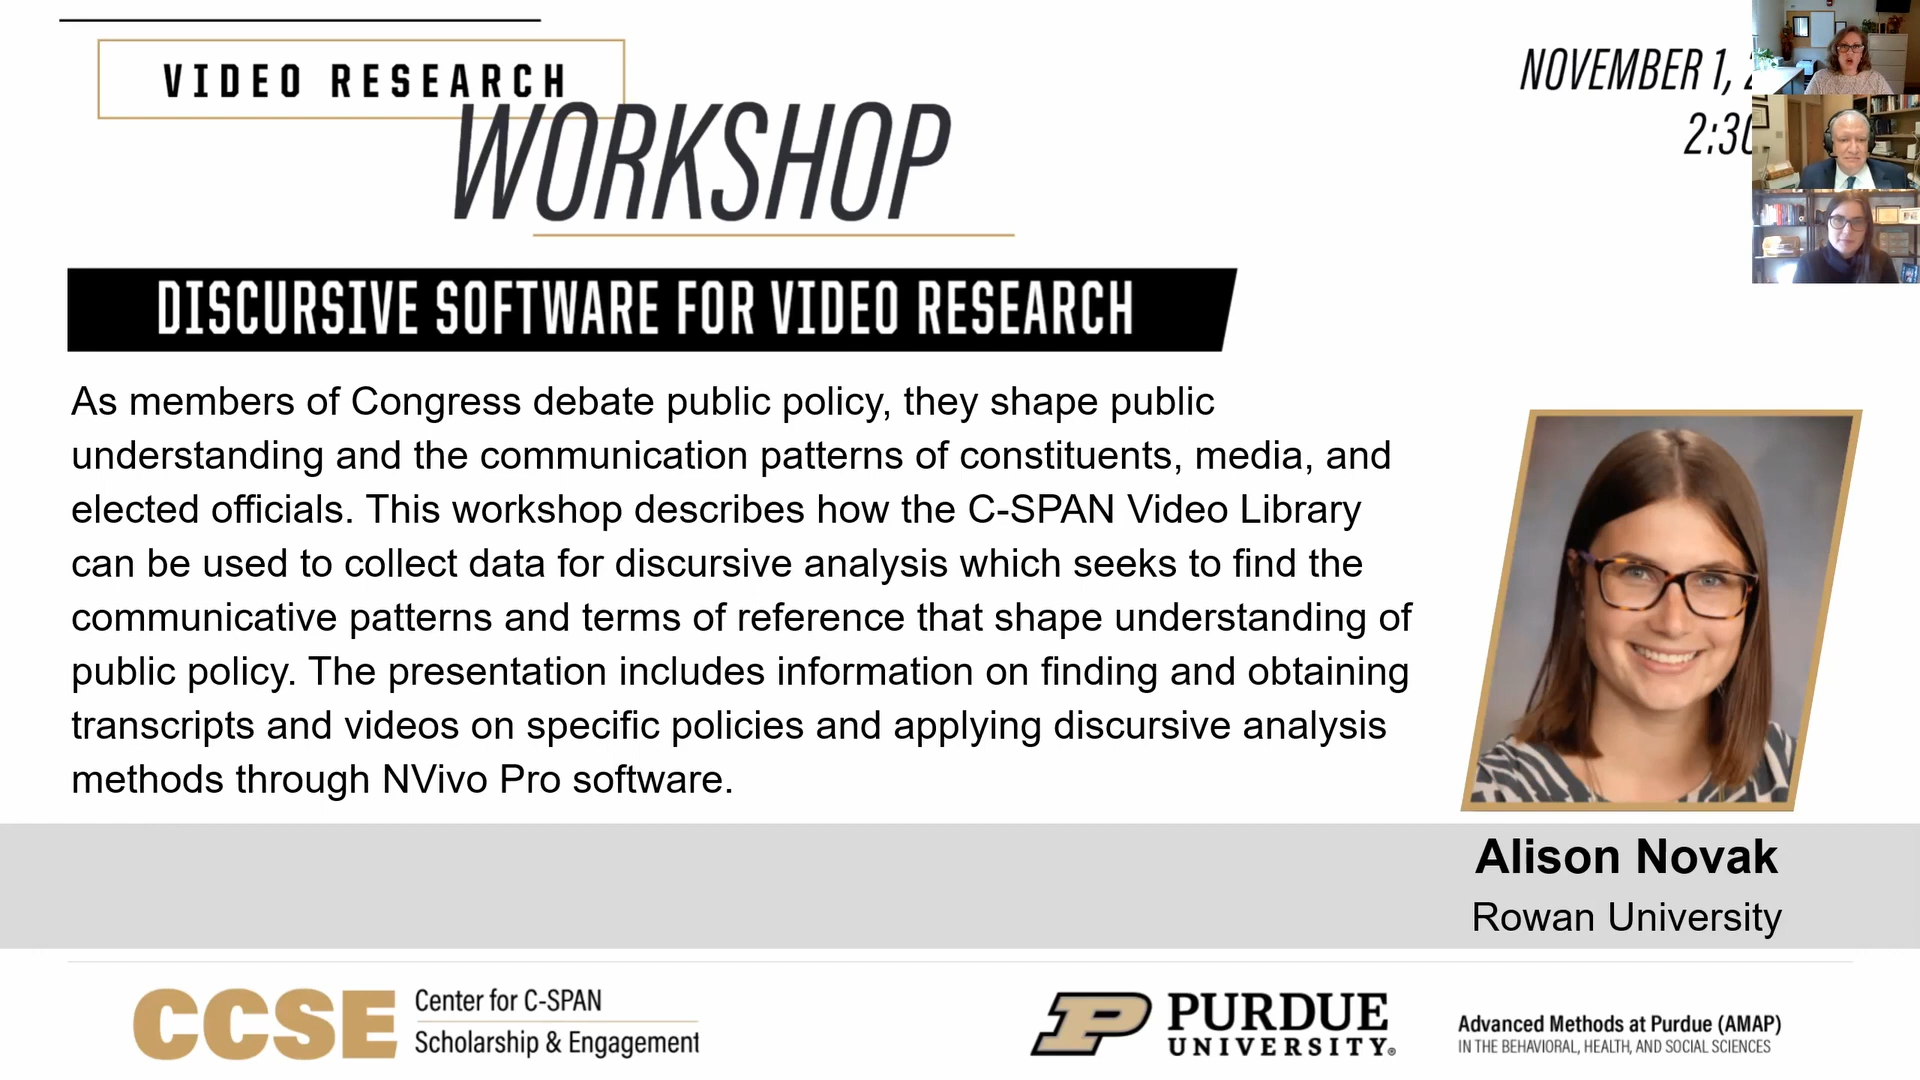 VIDEO RESEARCH
WORKSHOP
NOVEMBER 1,
2:30
DISCURSIVE SOFTWARE FOR VIDEO RESEARCH
As members of Congress debate public policy, they shape public
understanding and the communication patterns of constituents, media, and
elected officials. This workshop describes how the C-SPAN Video Library
can be used to collect data for discursive analysis which seeks to find the
communicative patterns and terms of reference that shape understanding of
public policy. The presentation includes information on finding and obtaining
transcripts and videos on specific policies and applying discursive analysis
methods through NVivo Pro software.
Alison Novak
Rowan University
CCSE
Center for C-SPAN
Scholarship & Engagement
P PURDUE
UNIVERSITY®
Advanced Methods at Purdue (AMAP)
IN THE BEHAVIORAL, HEALTH, AND SOCIAL SCIENCES